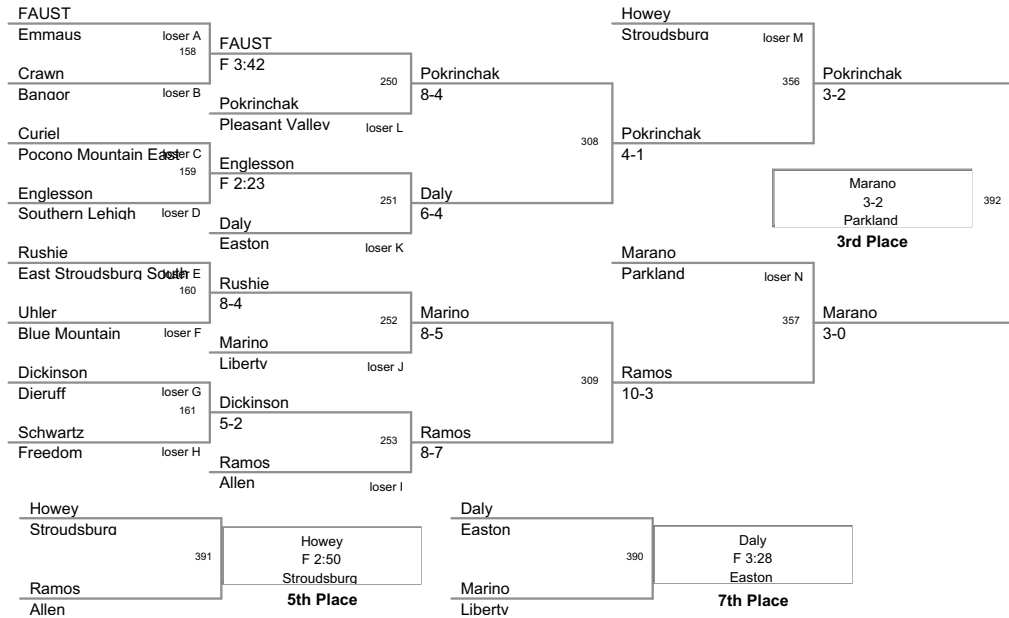 FAUST
Emmaus
loser A
158
Crawn
Bangor
loser B
Curiel
Pocono Mountain East
loser C
159
Englesson
Southern Lehigh
loser D
Rushie
East Stroudsburg South
loser E
160
Uhler
Blue Mountain
loser F
Dickinson
Dieruff
loser G
161
Schwartz
Freedom
loser H
FAUST
F 3:42
250
Pokrinchak
Pleasant Valley
loser L
Englesson
F 2:23
251
Daly
Easton
loser K
Rushie
8-4
252
Marino
Liberty
loser J
Dickinson
5-2
253
Ramos
Allen
loser I
Pokrinchak
8-4
308
Daly
6-4
Marino
8-5
309
Ramos
8-7
Howey
Stroudsburg
loser M
356
Pokrinchak
4-1
Marano
Parkland
loser N
357
Ramos
10-3
Pokrinchak
3-2
Marano
3-2
Parkland
392
3rd Place
Marano
3-0
Howey
Stroudsburg
391
Ramos
Allen
Howey
F 2:50
Stroudsburg
5th Place
Daly
Easton
390
Marino
Liberty
Daly
F 3:28
Easton
7th Place